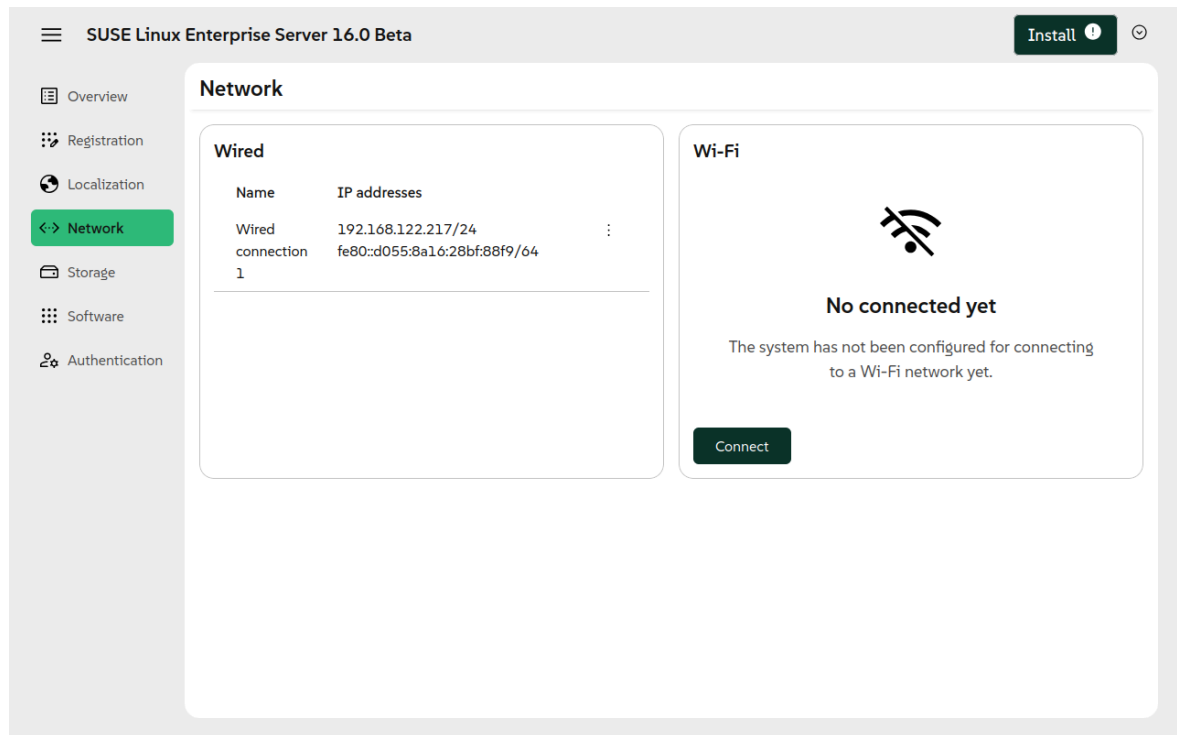 SUSE Linux Enterprise Server 16.0 Beta
Install !
Overview
Registration
Localization
Network
Storage
Software
Authentication
Network
Wired
Name IP addresses
Wired 192.168.122.217/24
connection fe80::d055:8a16:28bf:88f9/64
1
Wi-Fi
No connected yet
The system has not been configured for connecting
to a Wi-Fi network yet.
Connect